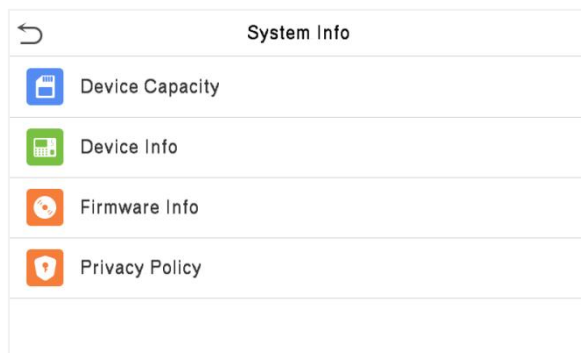 System Info
Device Capacity
Device Info
Firmware Info
Privacy Policy